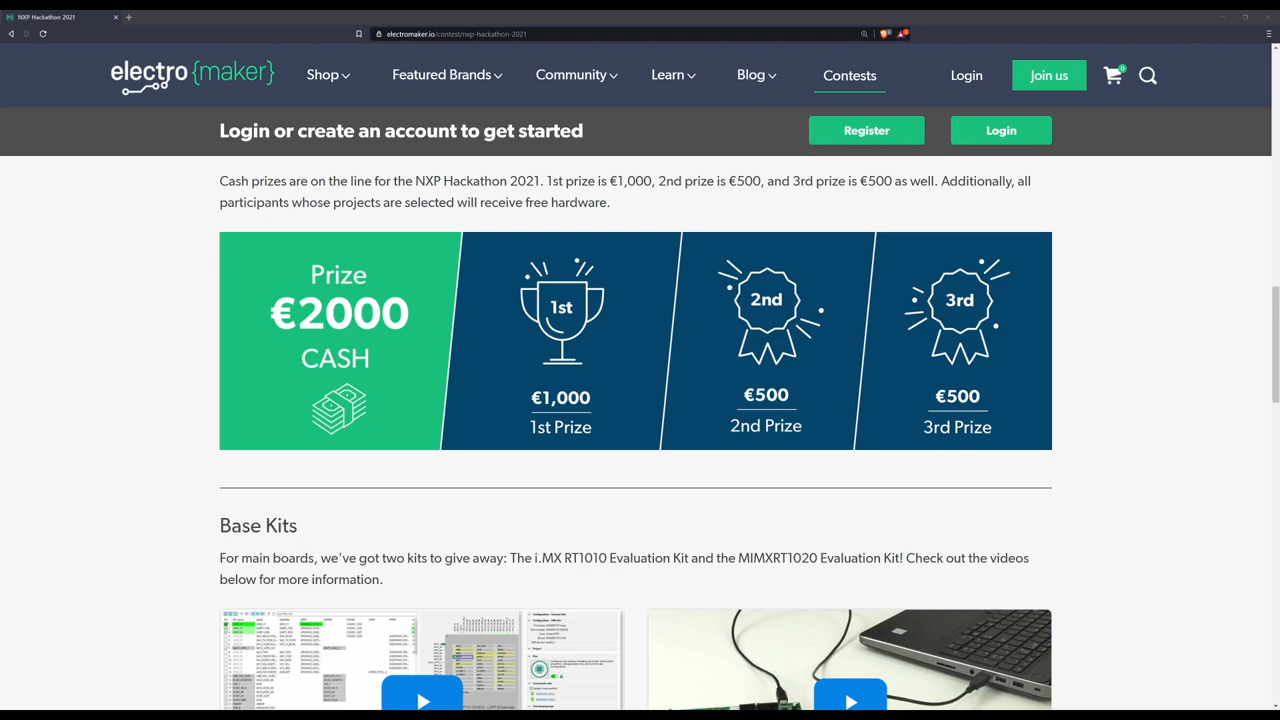 NXP Hackathon 2021
electromaker.io/contest/nxp-hackathon-2021
electro {maker}
Shop
Featured Brands
Community
Learn
Blog
Contests
Login
Join us
0
Login or create an account to get started
Register
Login
Cash prizes are on the line for the NXP Hackathon 2021. 1st prize is €1,000, 2nd prize is €500, and 3rd prize is €500 as well. Additionally, all
participants whose projects are selected will receive free hardware.
Prize
€2000
CASH
1st
€1,000
1st Prize
2nd
€500
2nd Prize
3rd
€500
3rd Prize
Base Kits
For main boards, we've got two kits to give away: The i.MX RT1010 Evaluation Kit and the MIMXRT1020 Evaluation Kit! Check out the videos
below for more information.